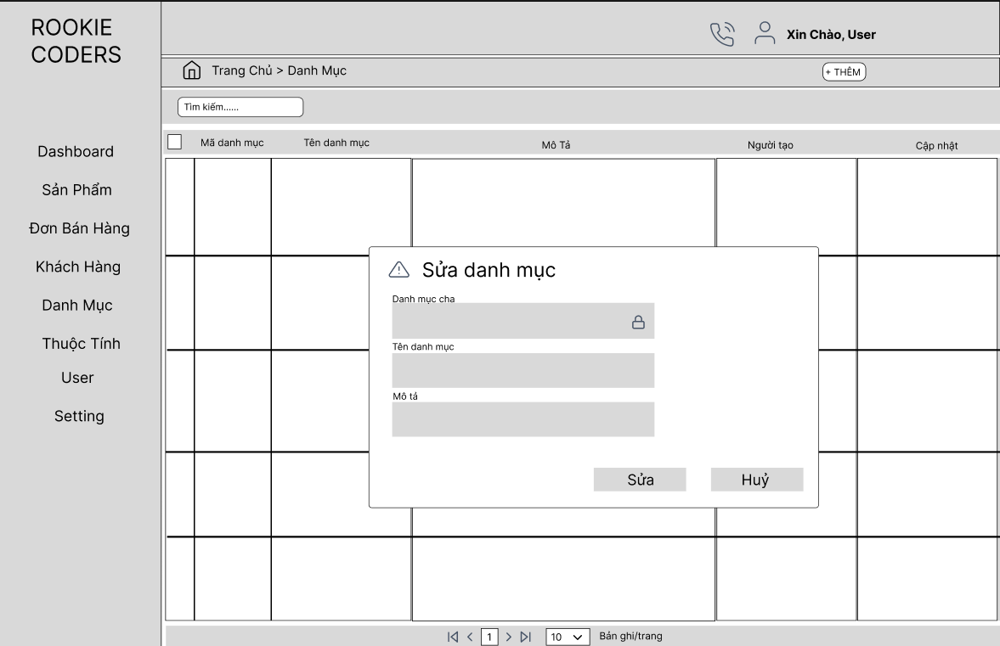 ROOKIE
CODERS
Xin Chào, User
Trang Chủ > Danh Mục
+ THÊM
Tìm kiếm......
Mã danh mục
Tên danh mục
Mô Tả
Người tạo
Cập nhật
Dashboard
Sản Phẩm
Đơn Bán Hàng
Khách Hàng
Danh Mục
Thuộc Tính
User
Setting
Sửa danh mục
Danh mục cha
Tên danh mục
Mô tả
Sửa
Huỷ
1
10
Bản ghi/trang